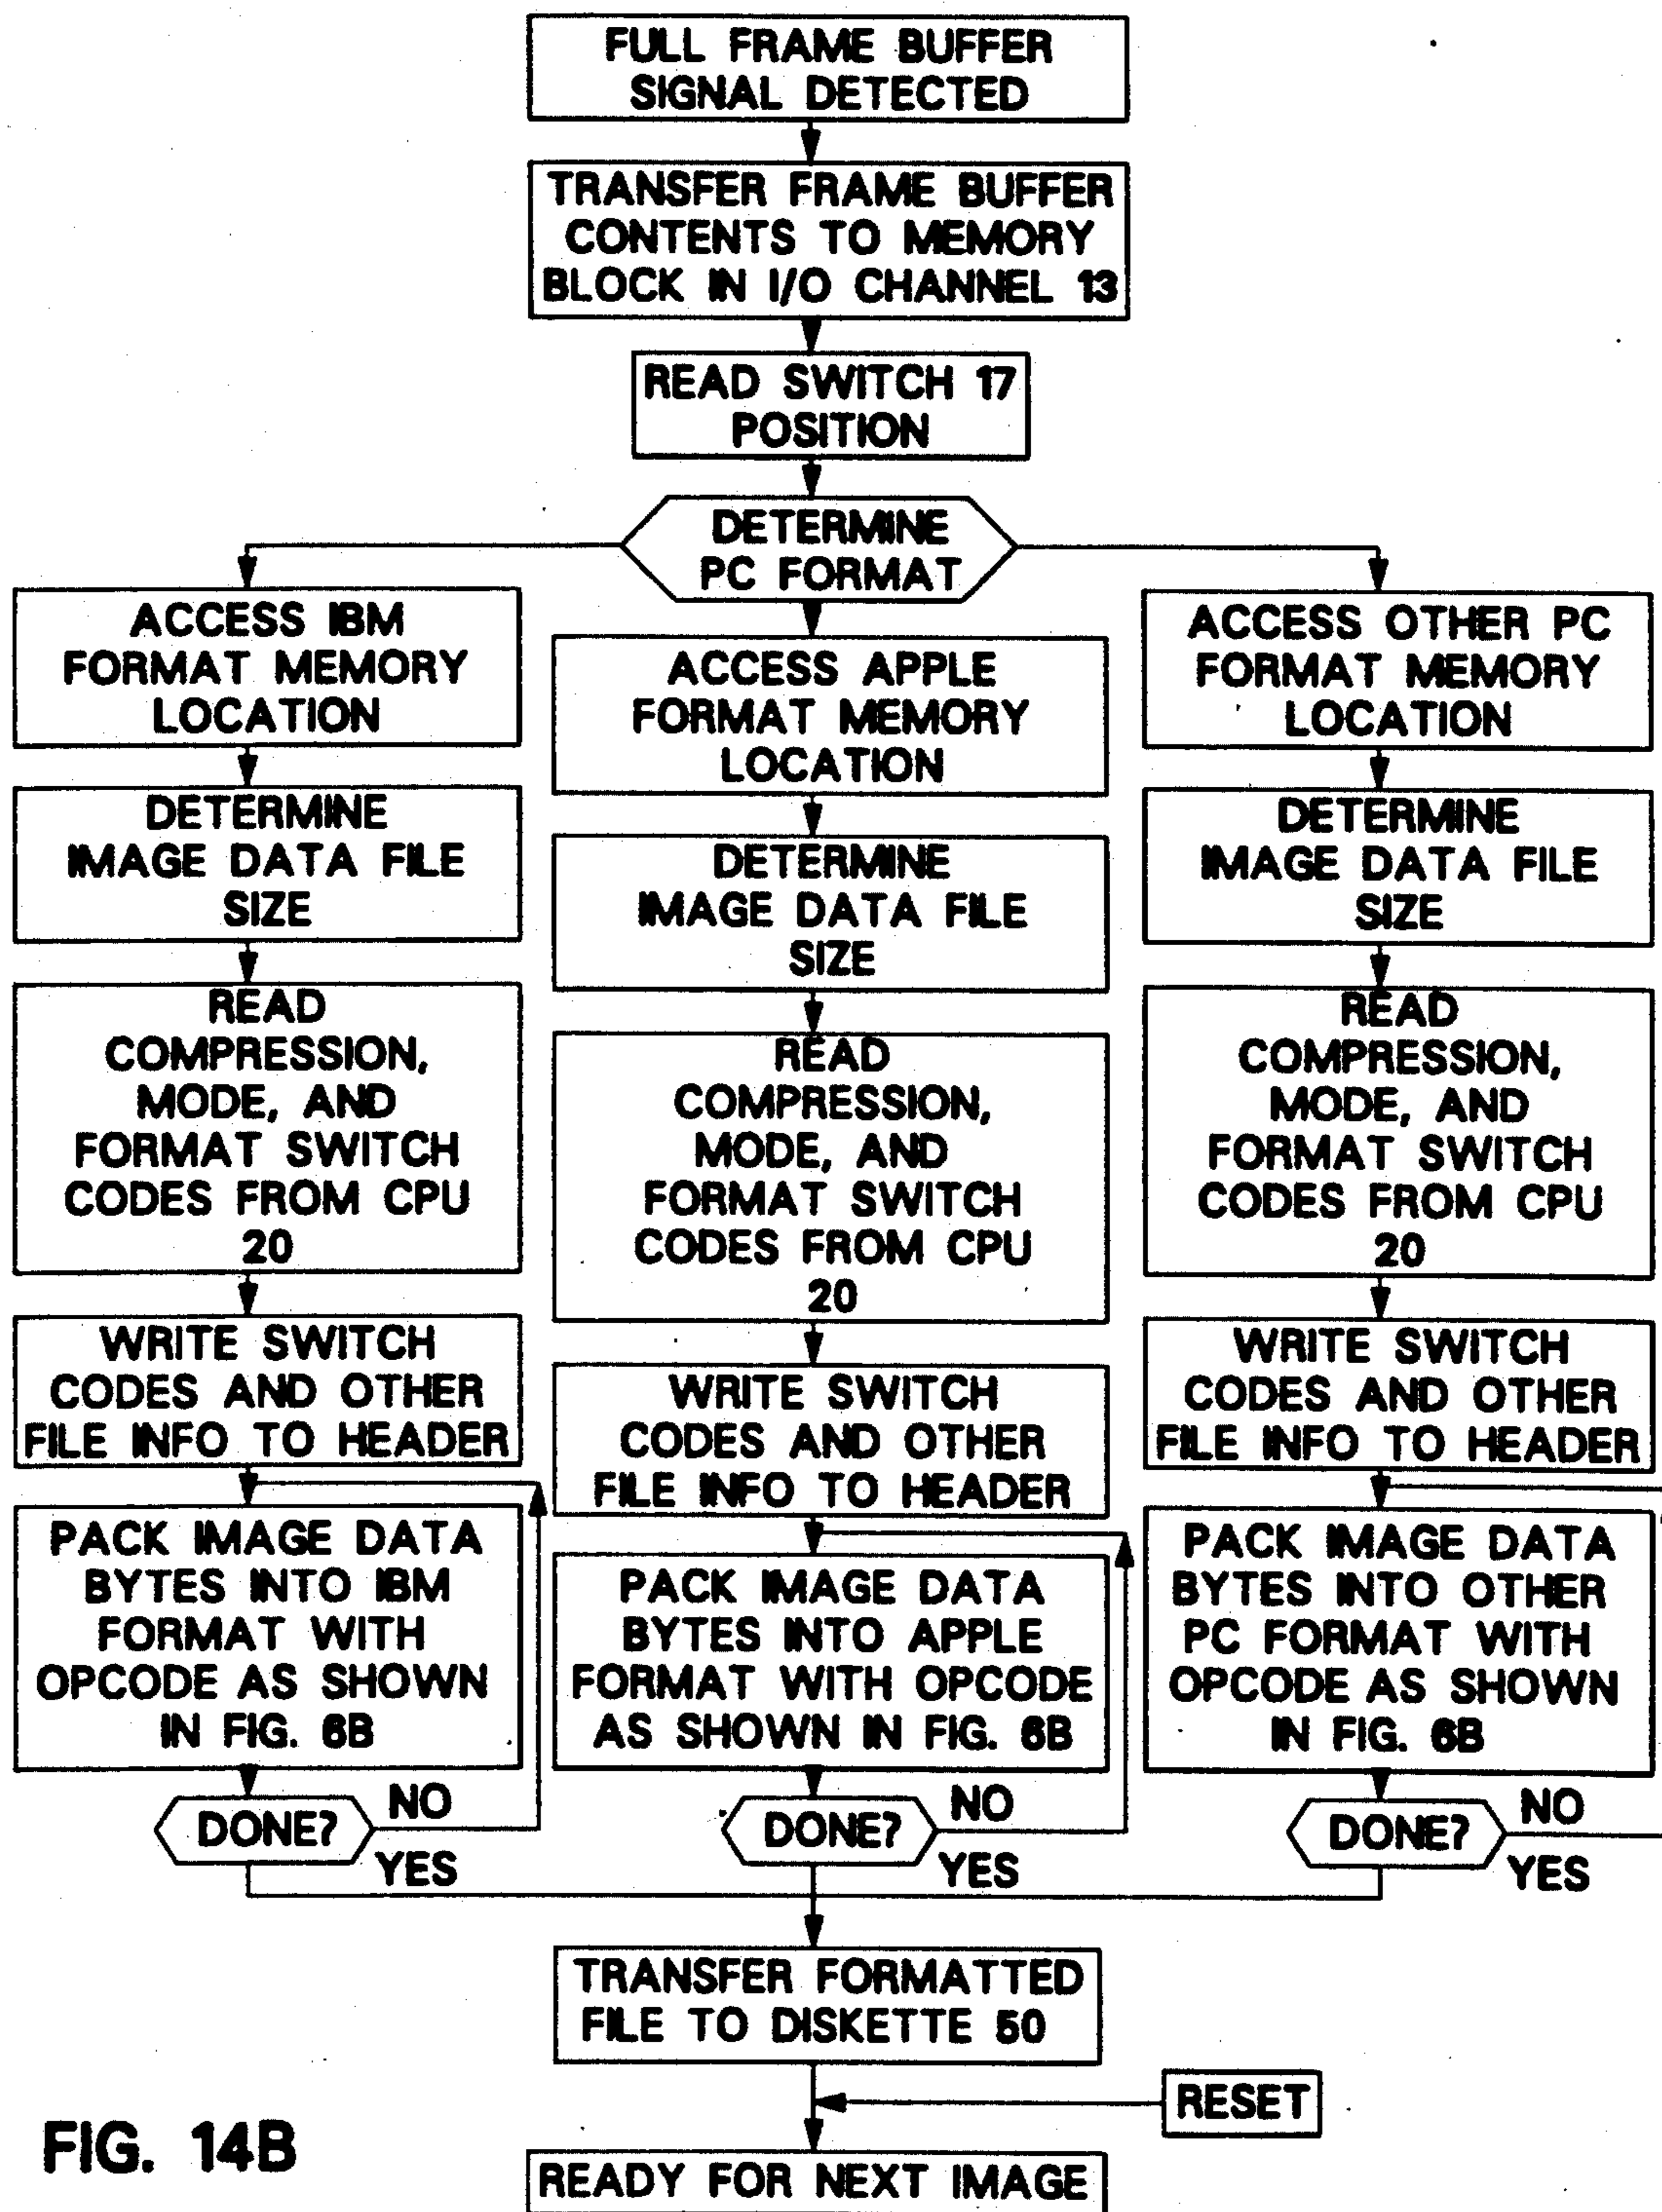 FULL FRAME BUFFER
SIGNAL DETECTED
TRANSFER FRAME BUFFER
CONTENTS TO MEMORY
BLOCK IN I/O CHANNEL 13
READ SWITCH 17
POSITION
DETERMINE
PC FORMAT
ACCESS IBM
FORMAT MEMORY
LOCATION
DETERMINE
IMAGE DATA FILE
SIZE
READ
COMPRESSION,
MODE, AND
FORMAT SWITCH
CODES FROM CPU
20
WRITE SWITCH
CODES AND OTHER
FILE INFO TO HEADER
PACK IMAGE DATA
BYTES INTO IBM
FORMAT WITH
OPCODE AS SHOWN
IN FIG. 6B
DONE?
NO
YES
ACCESS APPLE
FORMAT MEMORY
LOCATION
DETERMINE
IMAGE DATA FILE
SIZE
READ
COMPRESSION,
MODE, AND
FORMAT SWITCH
CODES FROM CPU
20
WRITE SWITCH
CODES AND OTHER
FILE INFO TO HEADER
PACK IMAGE DATA
BYTES INTO APPLE
FORMAT WITH OPCODE
AS SHOWN IN FIG. 6B
DONE?
NO
YES
ACCESS OTHER PC
FORMAT MEMORY
LOCATION
DETERMINE
IMAGE DATA FILE
SIZE
READ
COMPRESSION,
MODE, AND
FORMAT SWITCH
CODES FROM CPU
20
WRITE SWITCH
CODES AND OTHER
FILE INFO TO HEADER
PACK IMAGE DATA
BYTES INTO OTHER
PC FORMAT WITH
OPCODE AS SHOWN
IN FIG. 6B
DONE?
NO
YES
TRANSFER FORMATTED
FILE TO DISKETTE 50
RESET
READY FOR NEXT IMAGE
FIG. 14B